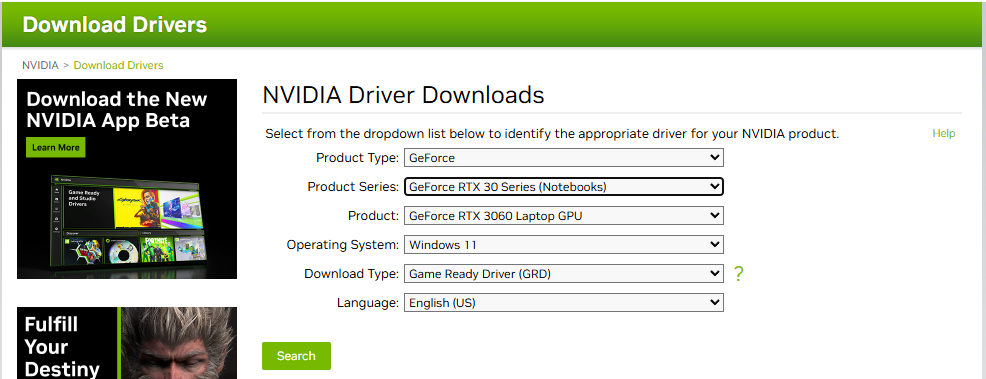 Download Drivers
NVIDIA > Download Drivers
Download the New
NVIDIA App Beta
Learn More
Game Ready
and Studio
Drivers
FORTNITE
Fulfill
Your
Destiny
NVIDIA Driver Downloads
Select from the dropdown list below to identify the appropriate driver for your NVIDIA product.
Help
Product Type: GeForce
Product Series: GeForce RTX 30 Series (Notebooks)
Product: GeForce RTX 3060 Laptop GPU
Operating System: Windows 11
Download Type: Game Ready Driver (GRD) ?
Language: English (US)
Search